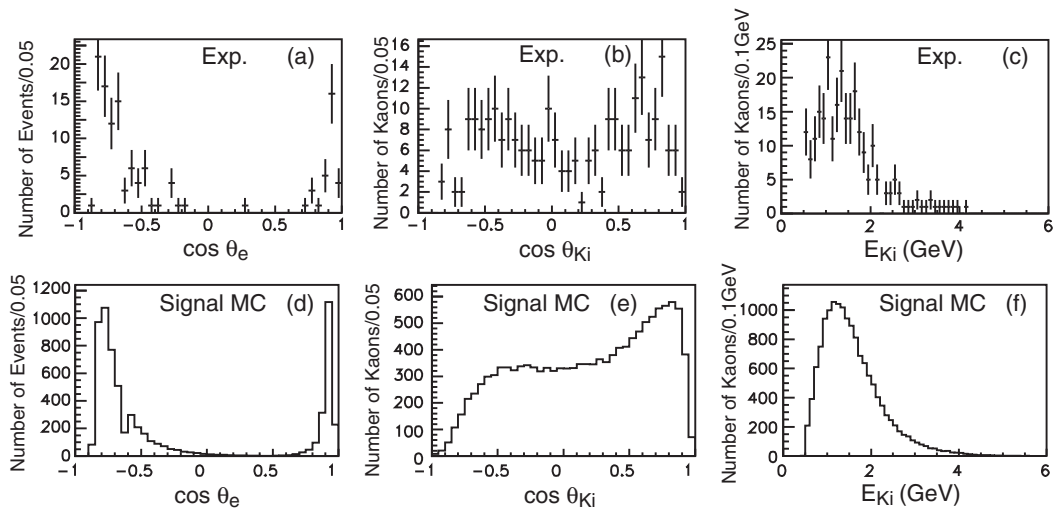 Exp. (a)
Number of Events/0.05
20
15
10
5
0
-1 -0.5 0 0.5 1
cos θe
Exp. (b)
Number of Kaons/0.05
16
14
12
10
8
6
4
2
0
-1 -0.5 0 0.5 1
cos θKi
Exp. (c)
Number of Kaons/0.1GeV
25
20
15
10
5
0
0 2 4 6
EKi (GeV)
Signal MC (d)
Number of Events/0.05
1200
1000
800
600
400
200
0
-1 -0.5 0 0.5 1
cos θe
Signal MC (e)
Number of Kaons/0.05
600
500
400
300
200
100
0
-1 -0.5 0 0.5 1
cos θKi
Signal MC (f)
Number of Kaons/0.1GeV
1000
800
600
400
200
0
0 2 4 6
EKi (GeV)